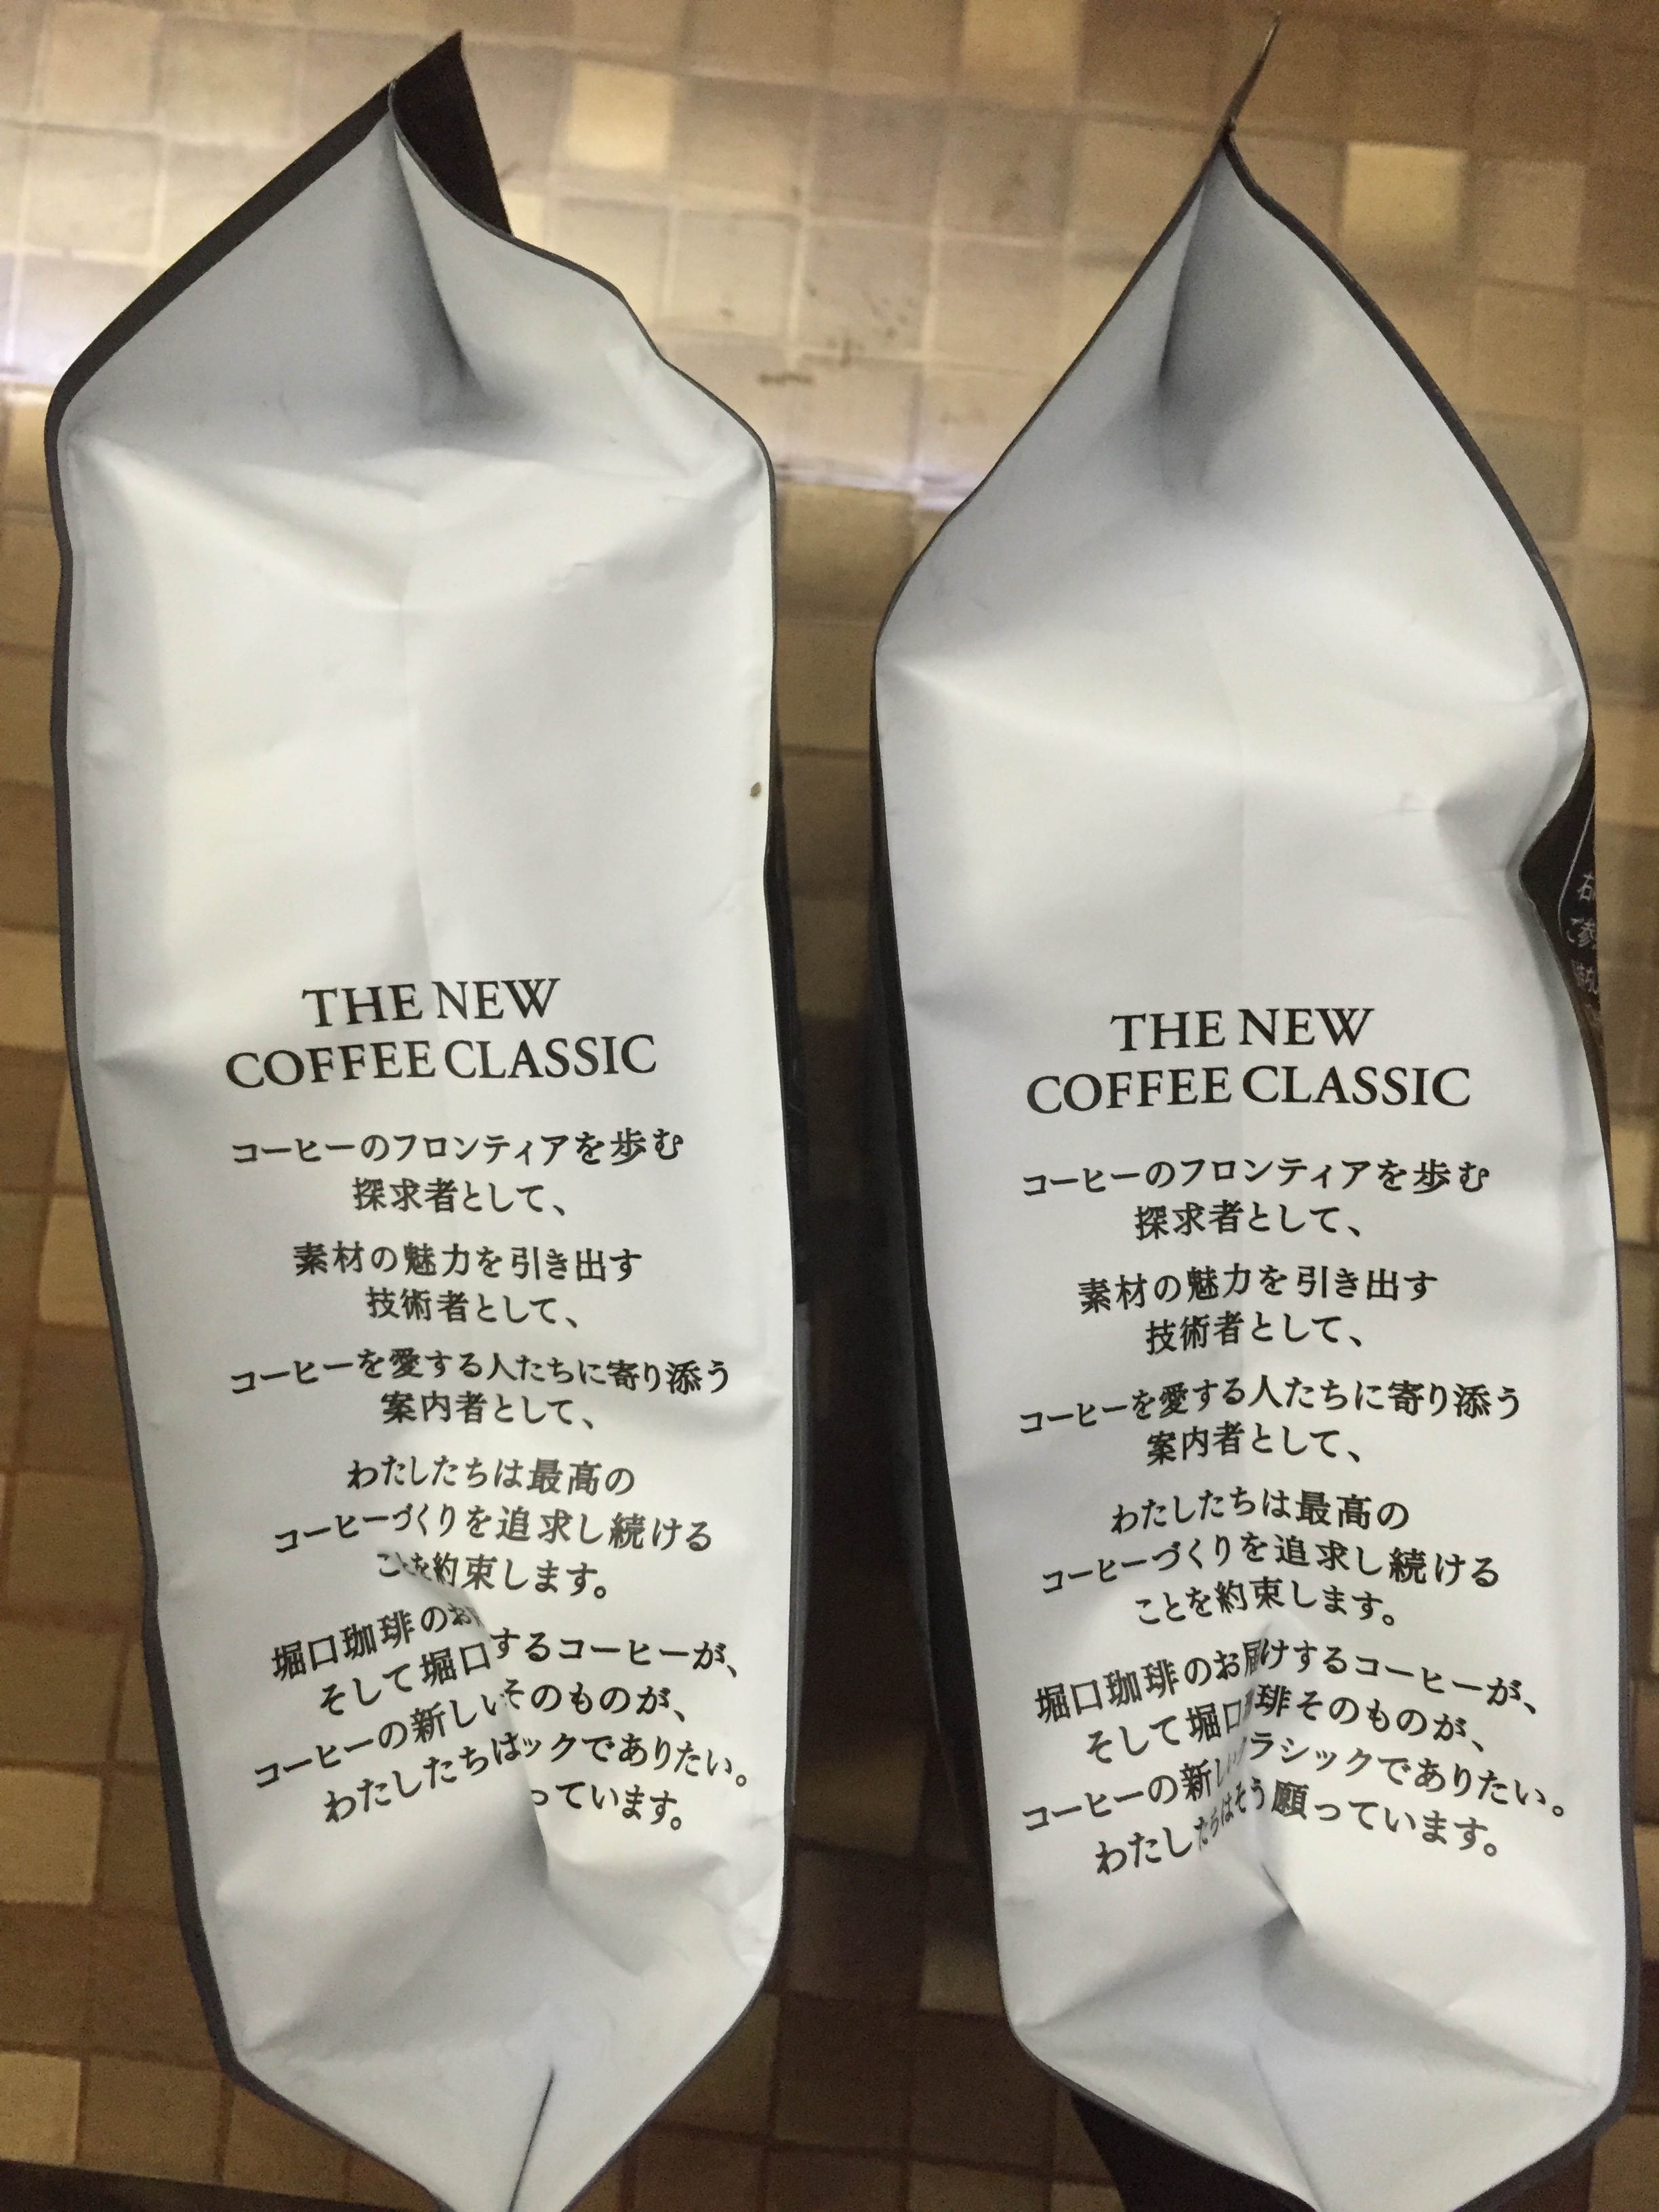 THE NEW
COFFEE CLASSIC
コーヒーのフロンティアを歩む
探求者として、
素材の魅力を引き出す
技術者として、
コーヒーを愛する人たちに寄り添う
案内者として、
わたしたちは最高の
コーヒーづくりを追求し続ける
ことを約束します。
堀口珈琲のお するコーヒーが、
そして堀口 そのものが、
コーヒーの新しい ックでありたい。
わたしたちは っています。
THE NEW
COFFEE CLASSIC
コーヒーのフロンティアを歩む
探求者として、
素材の魅力を引き出す
技術者として、
コーヒーを愛する人たちに寄り添う
案内者として、
わたしたちは最高の
コーヒーづくりを追求し続ける
ことを約束します。
堀口珈琲のお届けするコーヒーが、
そして堀口珈琲そのものが、
コーヒーの新しいクラシックでありたい。
わたしたちはそう願っています。